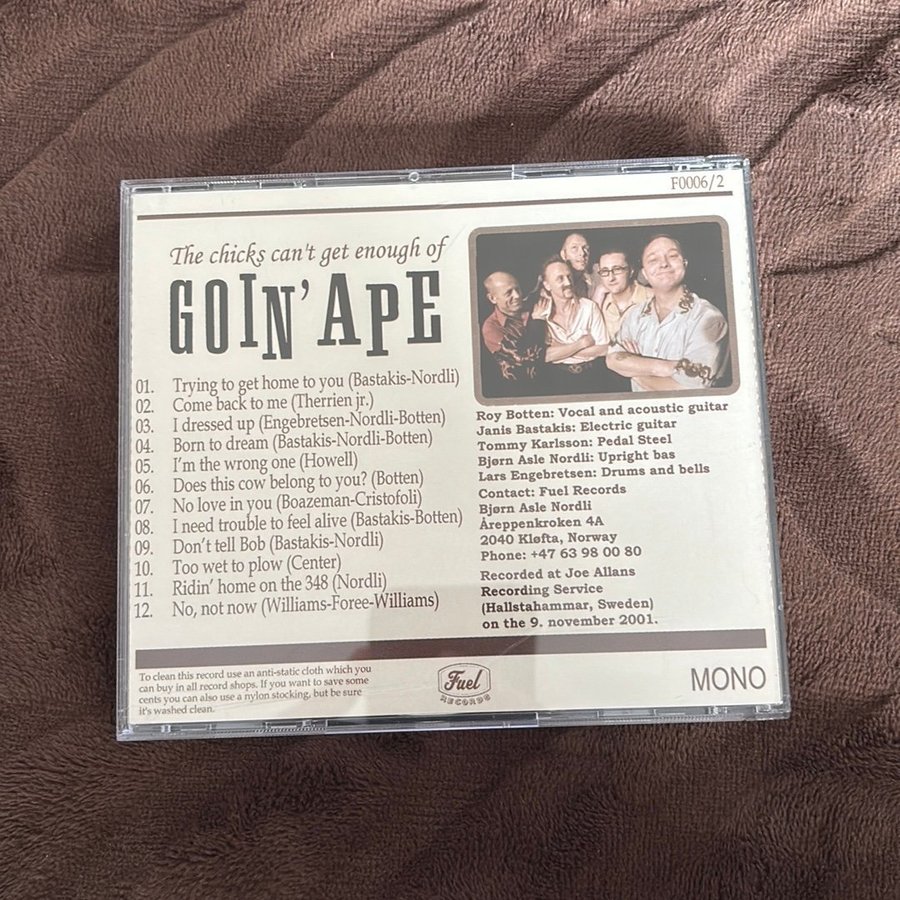 F0006/2
The chicks can't get enough of
GOIN' APE
01. Trying to get home to you (Bastakis-Nordli)
02. Come back to me (Therrien jr.)
03. I dressed up (Engebretsen-Nordli-Botten)
04. Born to dream (Bastakis-Nordli-Botten)
05. I'm the wrong one (Howell)
06. Does this cow belong to you? (Botten)
07. No love in you (Boazeman-Cristofoli)
08. I need trouble to feel alive (Bastakis-Botten)
09. Don't tell Bob (Bastakis-Nordli)
10. Too wet to plow (Center)
11. Ridin' home on the 348 (Nordli)
12. No, not now (Williams-Foree-Williams)
Roy Botten: Vocal and acoustic guitar
Janis Bastakis: Electric guitar
Tommy Karlsson: Pedal Steel
Bjørn Asle Nordli: Upright bas
Lars Engebretsen: Drums and bells
Contact: Fuel Records
Bjørn Asle Nordli
Åreppenkroken 4A
2040 Kløfta, Norway
Phone: +47 63 98 00 80
Recorded at Joe Allans
Recording Service
(Hallstahammar, Sweden)
on the 9. november 2001.
To clean this record use an anti-static cloth which you
can buy in all record shops. If you want to save some
cents you can also use a nylon stocking, but be sure
it's washed clean.
Fuel
RECORDS
MONO